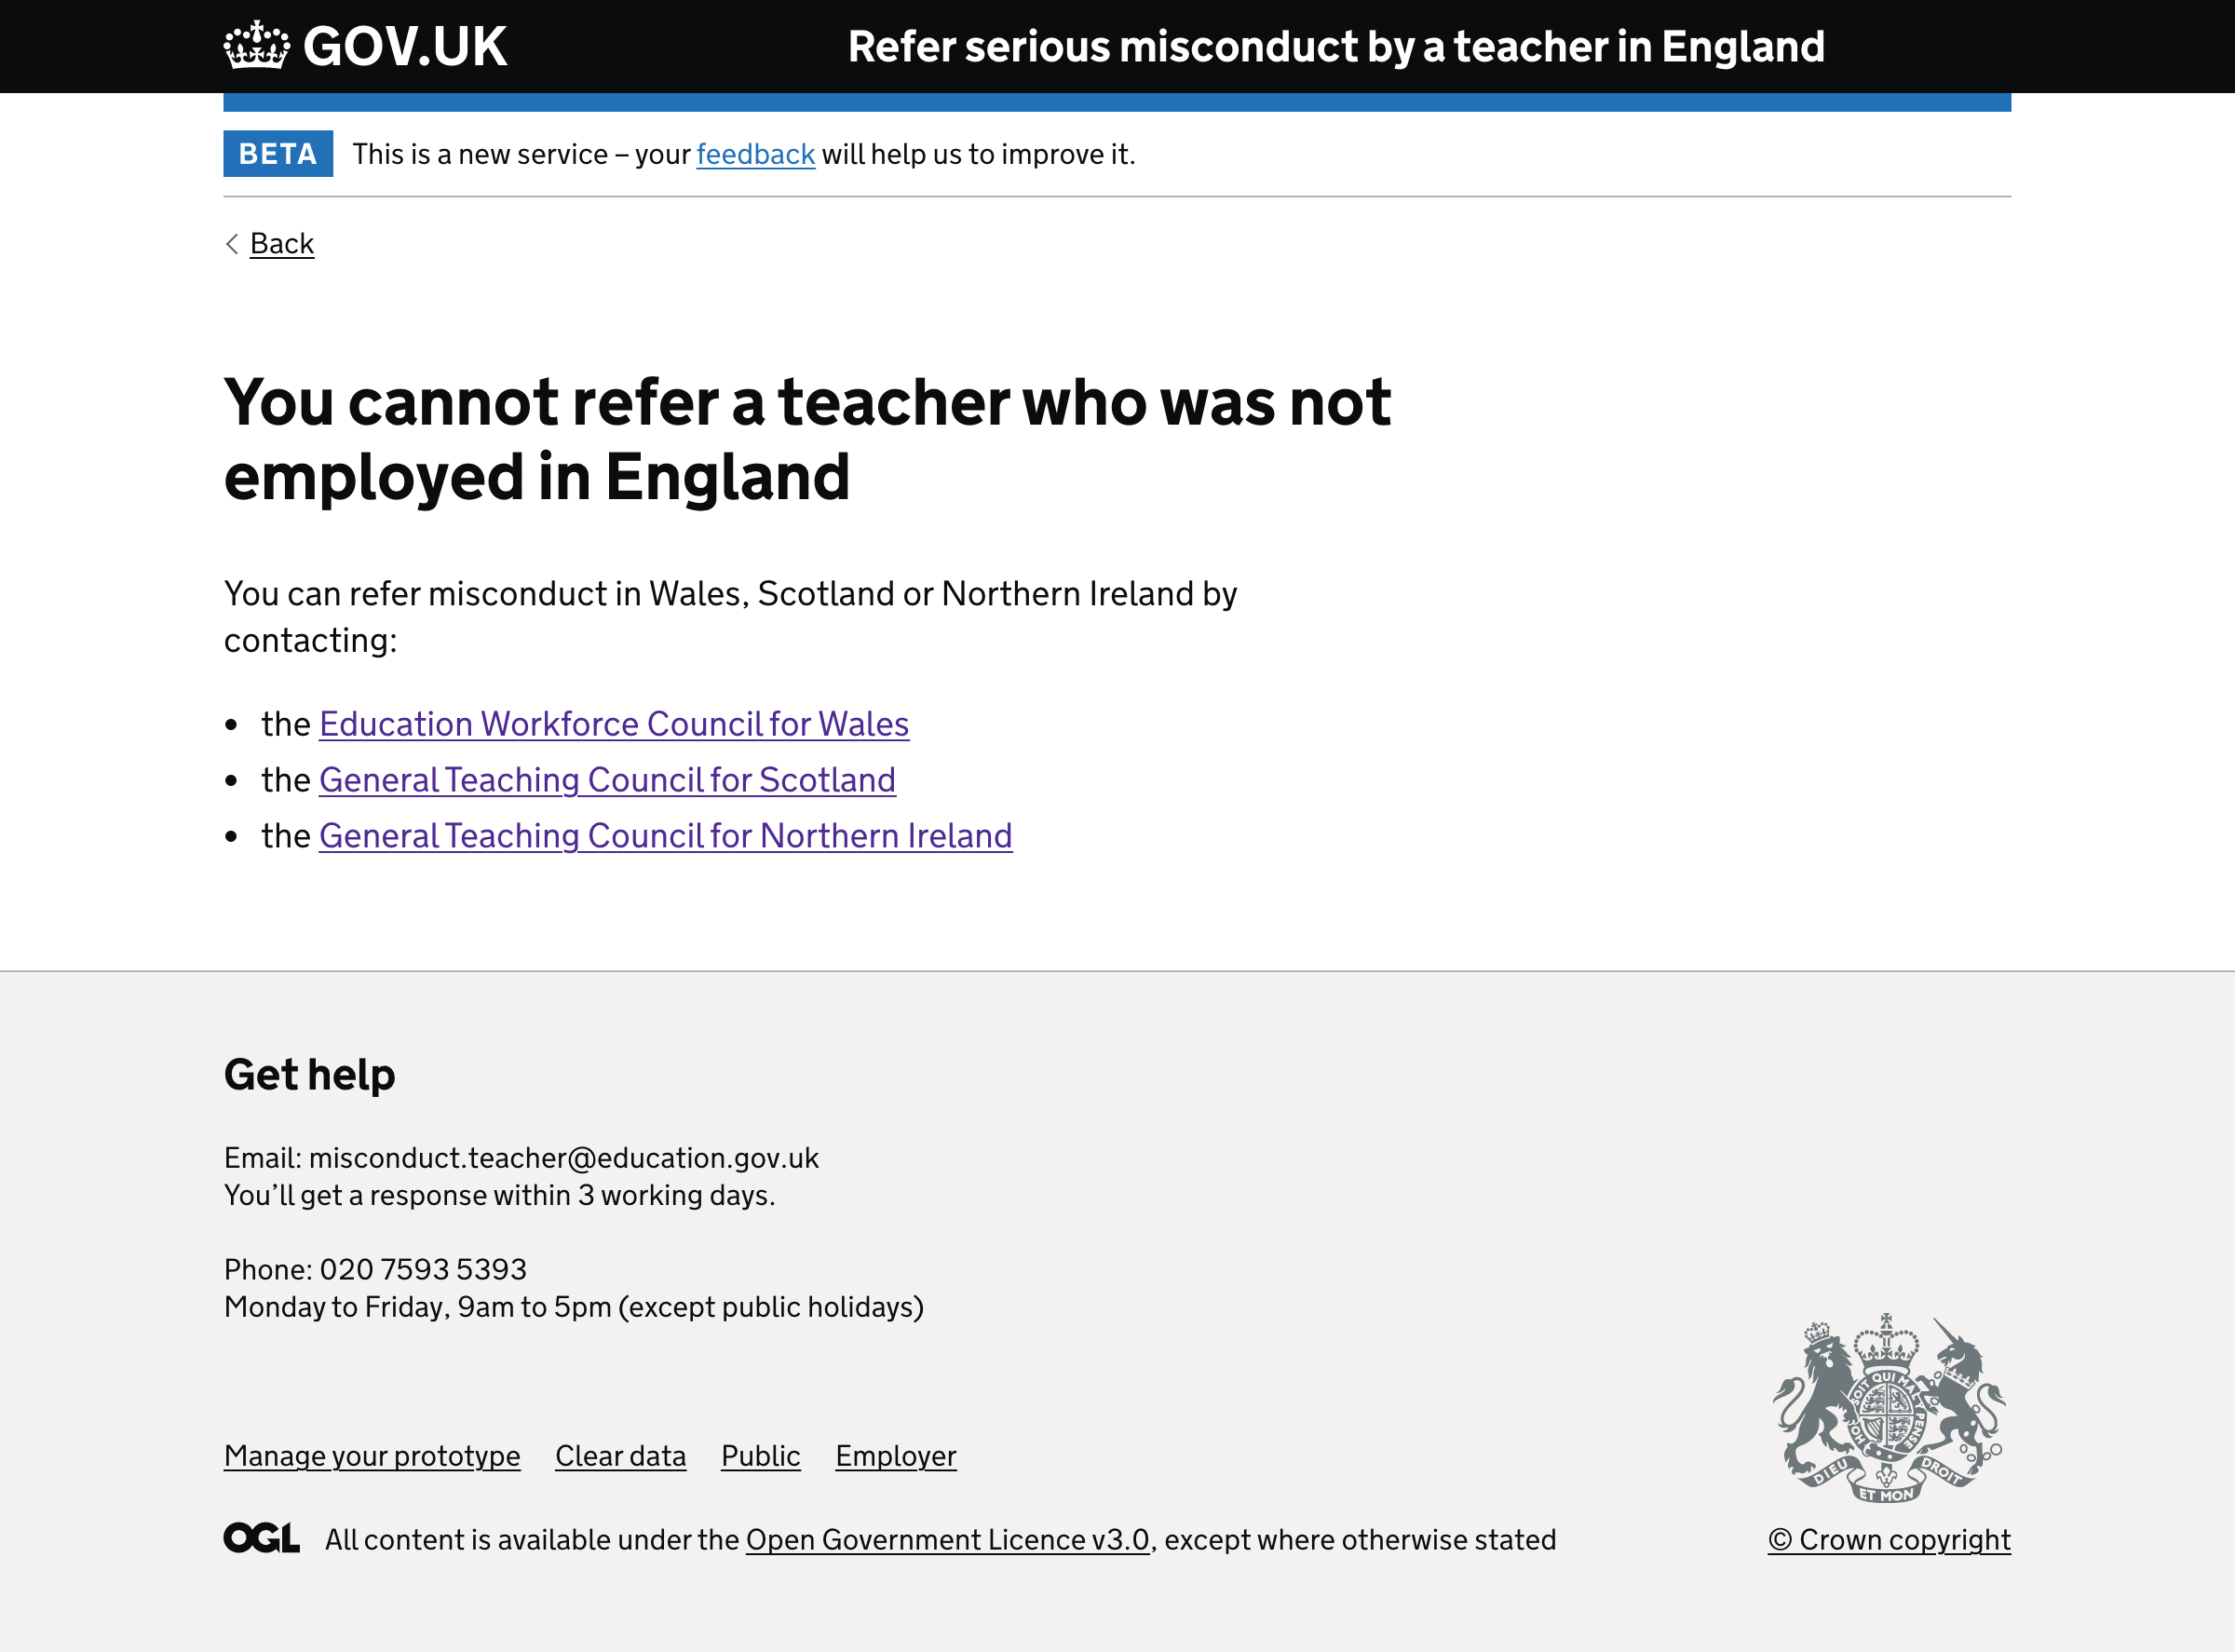 GOV.UK
Refer serious misconduct by a teacher in England
BETA
This is a new service – your feedback will help us to improve it.
Back
You cannot refer a teacher who was not
employed in England
You can refer misconduct in Wales, Scotland or Northern Ireland by
contacting:
• the Education Workforce Council for Wales
• the General Teaching Council for Scotland
• the General Teaching Council for Northern Ireland
Get help
Email: misconduct.teacher@education.gov.uk
You’ll get a response within 3 working days.
Phone: 020 7593 5393
Monday to Friday, 9am to 5pm (except public holidays)
Manage your prototype
Clear data
Public
Employer
SOIT QUI MAL
PENSE
HO
DIEU
ET MON
DROIT
OGL
All content is available under the Open Government Licence v3.0, except where otherwise stated
© Crown copyright